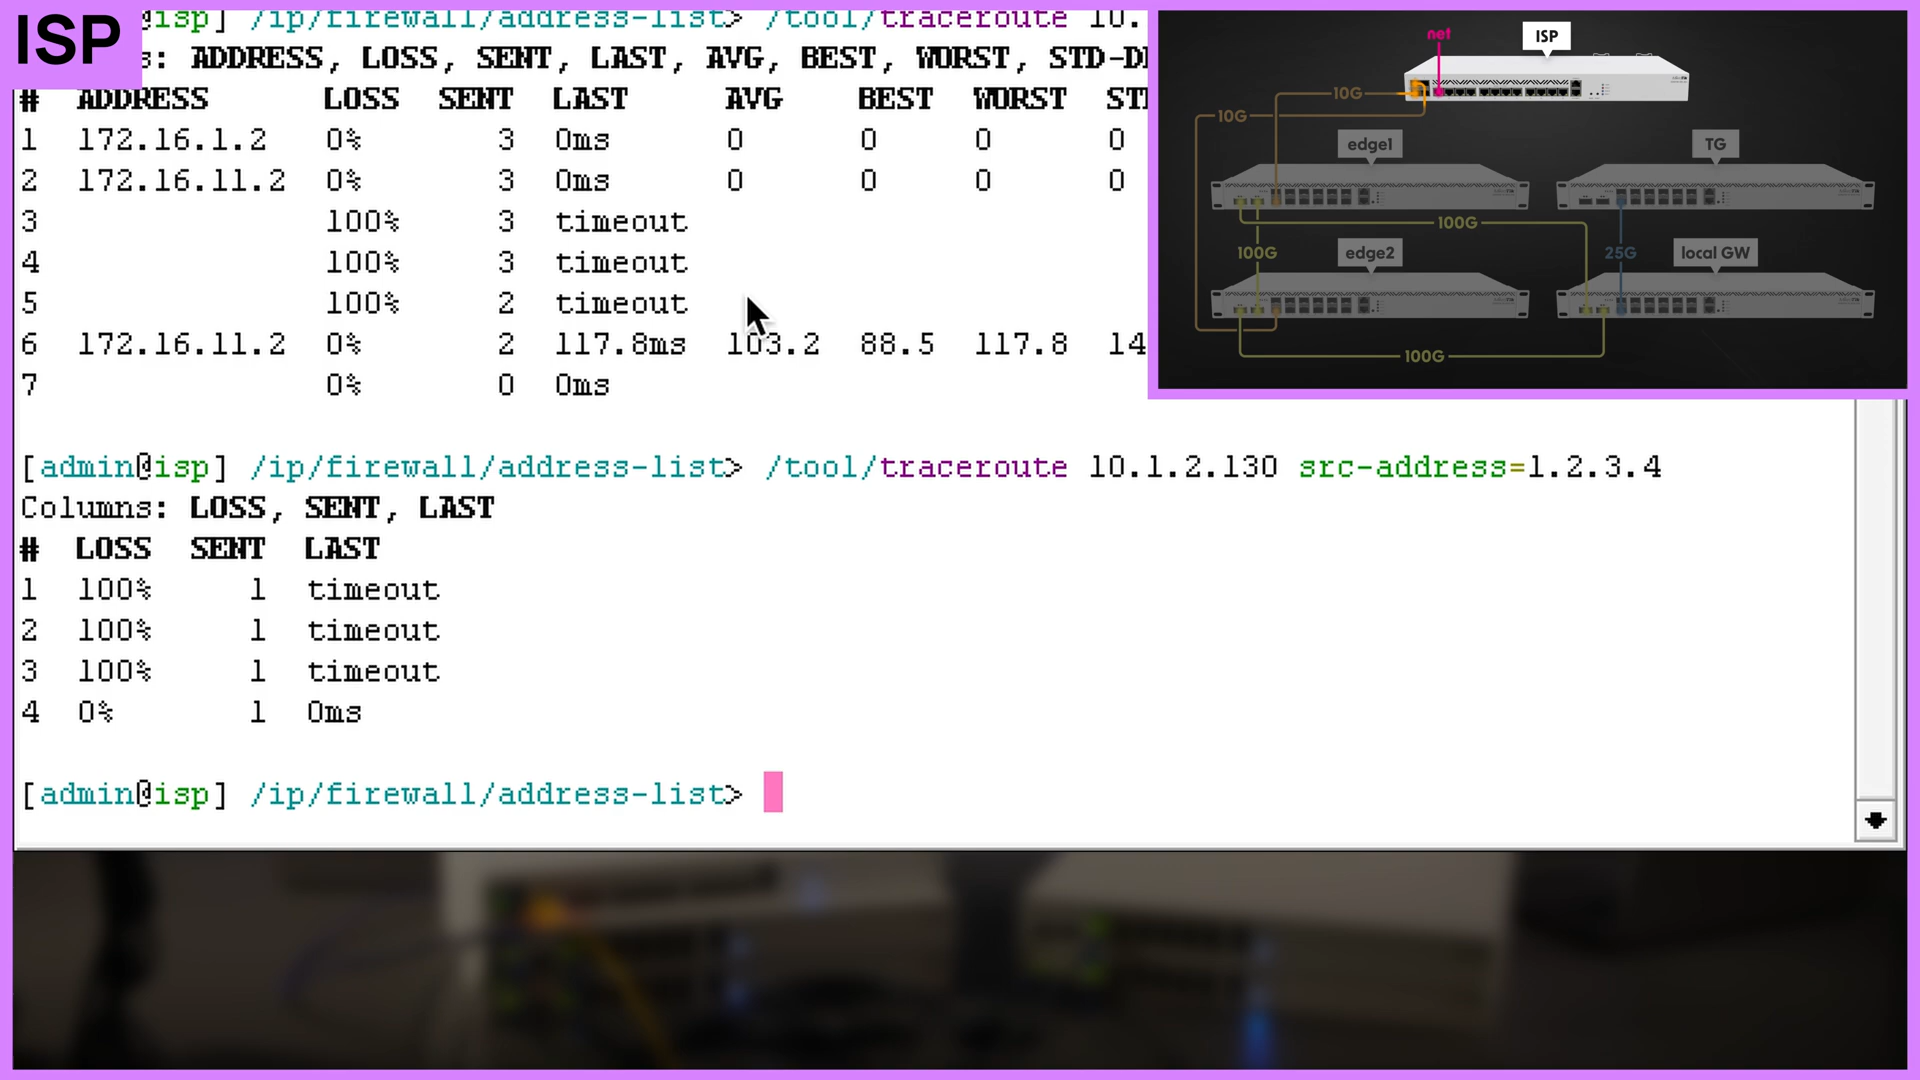 ISP
@isp] /ip/firewall/address-list> /tool/traceroute 10.
s: ADDRESS, LOSS, SENT, LAST, AVG, BEST, WORST, STD-DE
# ADDRESS LOSS SENT LAST AVG BEST WORST ST
1 172.16.1.2 0% 3 0ms 0 0 0 0
2 172.16.11.2 0% 3 0ms 0 0 0 0
3 100% 3 timeout
4 100% 3 timeout
5 100% 2 timeout
6 172.16.11.2 0% 2 117.8ms 103.2 88.5 117.8 14
7 0% 0 0ms
[admin@isp] /ip/firewall/address-list> /tool/traceroute 10.1.2.130 src-address=1.2.3.4
Columns: LOSS, SENT, LAST
# LOSS SENT LAST
1 100% 1 timeout
2 100% 1 timeout
3 100% 1 timeout
4 0% 1 0ms
[admin@isp] /ip/firewall/address-list>
net
ISP
10G
10G
edge1
TG
100G
100G
edge2
25G
local GW
100G